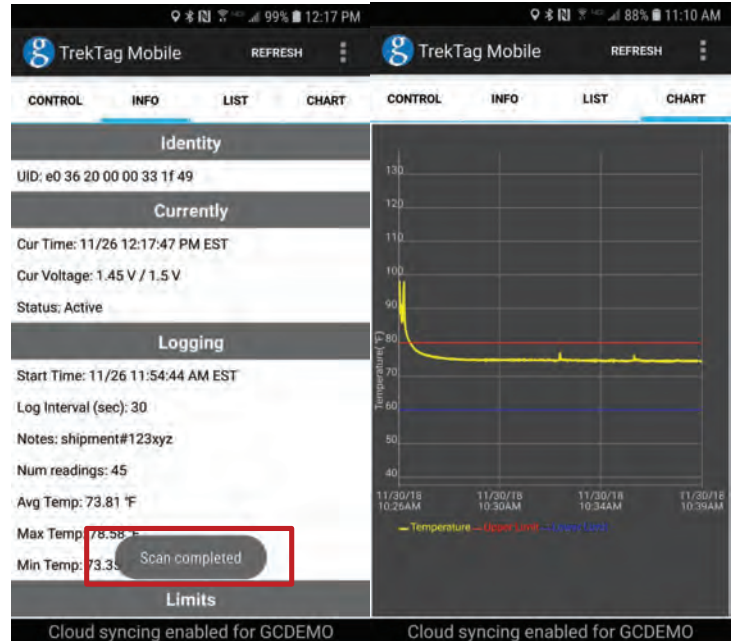 99% 12:17 PM
g TrekTag Mobile REFRESH
CONTROL INFO LIST CHART
Identity
UID: e0 36 20 00 00 33 1f 49
Currently
Cur Time: 11/26 12:17:47 PM EST
Cur Voltage: 1.45 V / 1.5 V
Status: Active
Logging
Start Time: 11/26 11:54:44 AM EST
Log Interval (sec): 30
Notes: shipment#123xyz
Num readings: 45
Avg Temp: 73.81 °F
Max Temp: 78.58 °F
Min Temp: 73.35
Scan completed
Limits
Cloud syncing enabled for GCDEMO
88% 11:10 AM
g TrekTag Mobile REFRESH
CONTROL INFO LIST CHART
130
120
110
100
90
80
70
60
50
40
Temperature(°F)
11/30/18 10:26AM
11/30/18 10:30AM
11/30/18 10:34AM
11/30/18 10:39AM
Temperature Upper Limit
Cloud syncing enabled for GCDEMO